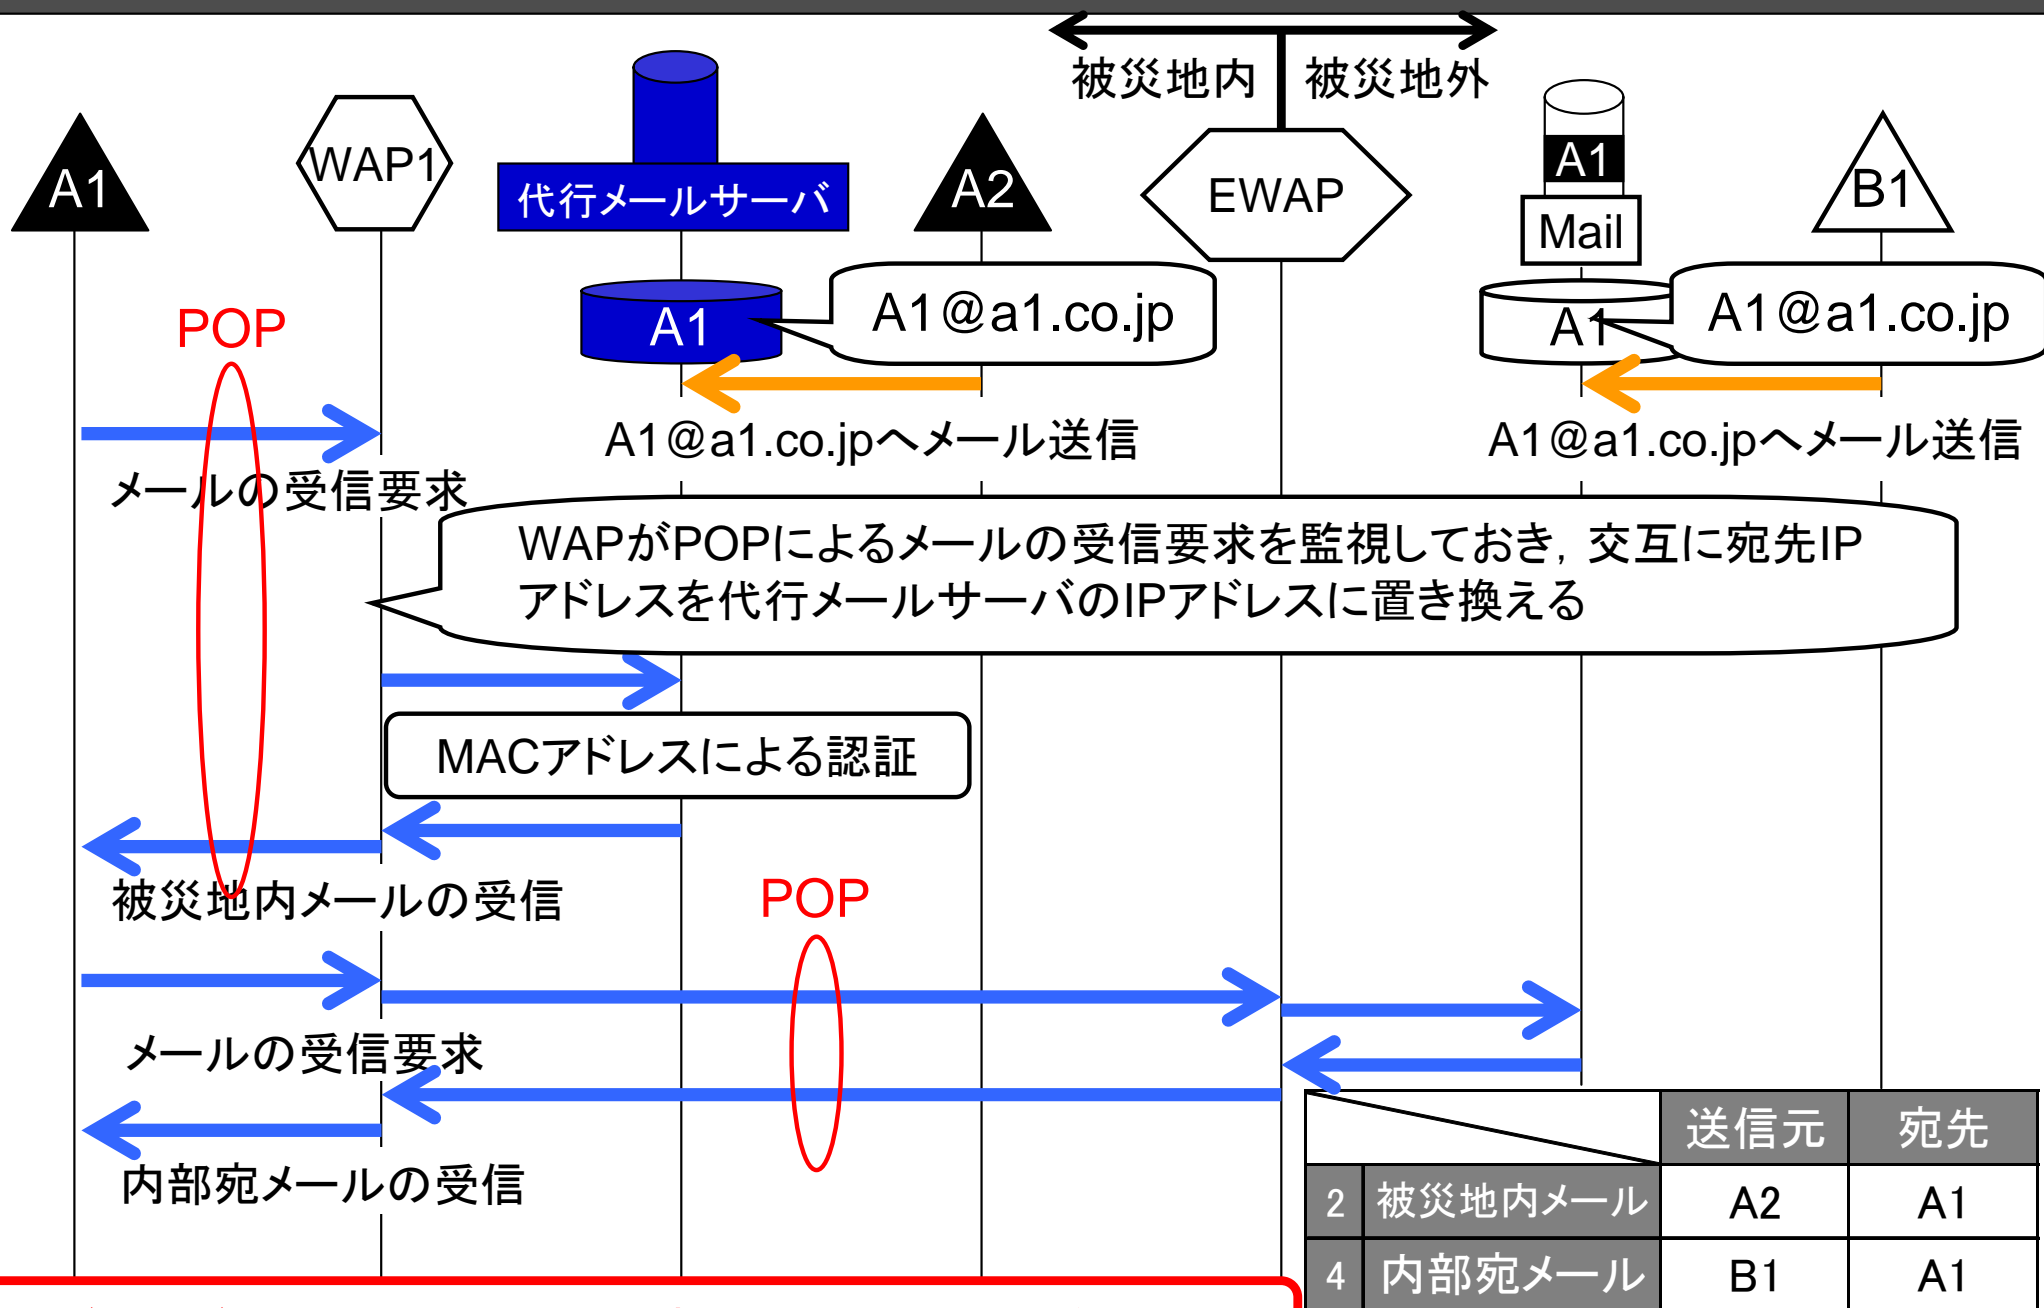 被災地内
被災地外
A1
WAP1
代行メールサーバ
A2
EWAP
A1
Mail
B1
A1
A1@a1.co.jp
A1
A1@a1.co.jp
POP
A1@a1.co.jpへメール送信
A1@a1.co.jpへメール送信
メールの受信要求
WAPがPOPによるメールの受信要求を監視しておき, 交互に宛先IP
アドレスを代行メールサーバのIPアドレスに置き換える
MACアドレスによる認証
被災地内メールの受信
POP
メールの受信要求
内部宛メールの受信
送信元 宛先
2 被災地内メール A2 A1
4 内部宛メール B1 A1